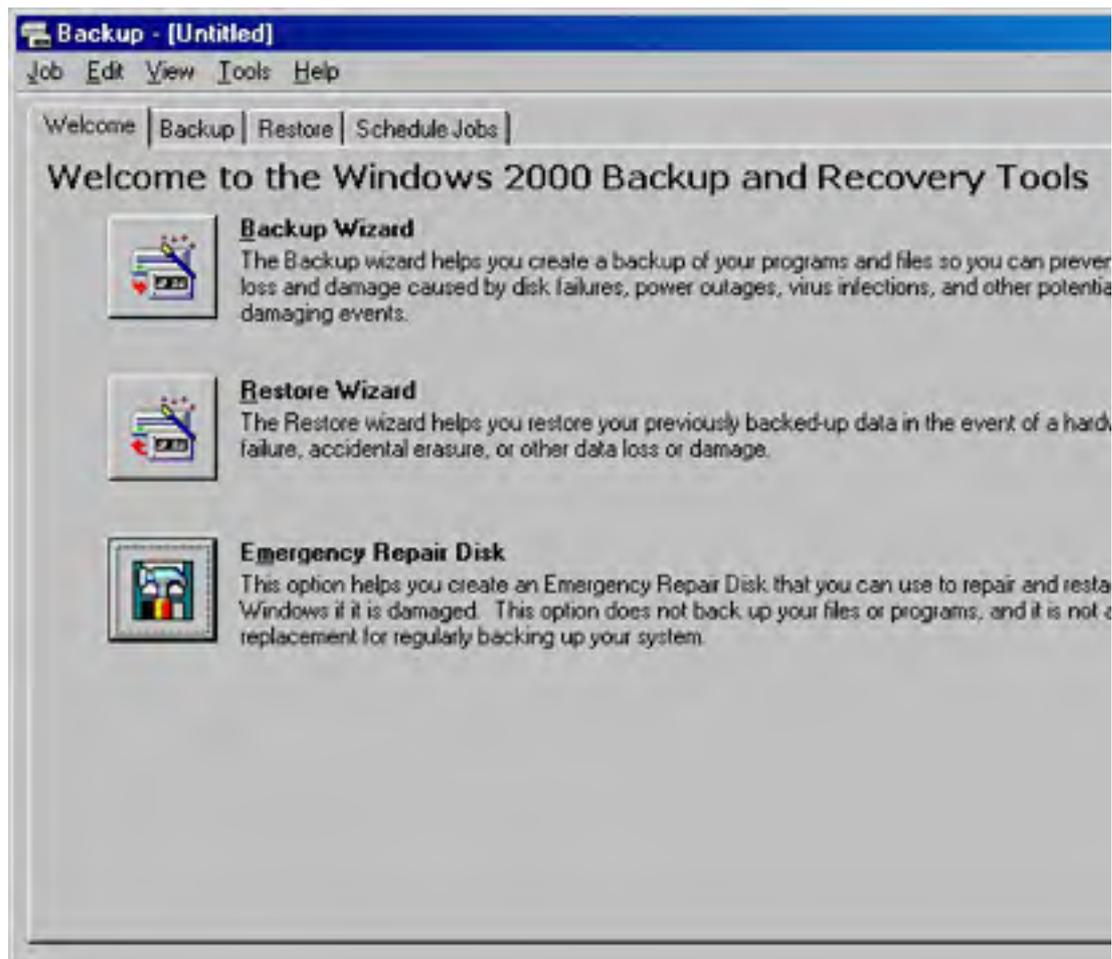 Backup - [Untitled]
Job Edit View Tools Help
Welcome Backup Restore Schedule Jobs
Welcome to the Windows 2000 Backup and Recovery Tools
Backup Wizard
The Backup wizard helps you create a backup of your programs and files so you can preven
loss and damage caused by disk failures, power outages, virus infections, and other potentia
damaging events.
Restore Wizard
The Restore wizard helps you restore your previously backed-up data in the event of a hardw
failure, accidental erasure, or other data loss or damage.
Emergency Repair Disk
This option helps you create an Emergency Repair Disk that you can use to repair and resta
Windows if it is damaged. This option does not back up your files or programs, and it is not a
replacement for regularly backing up your system.